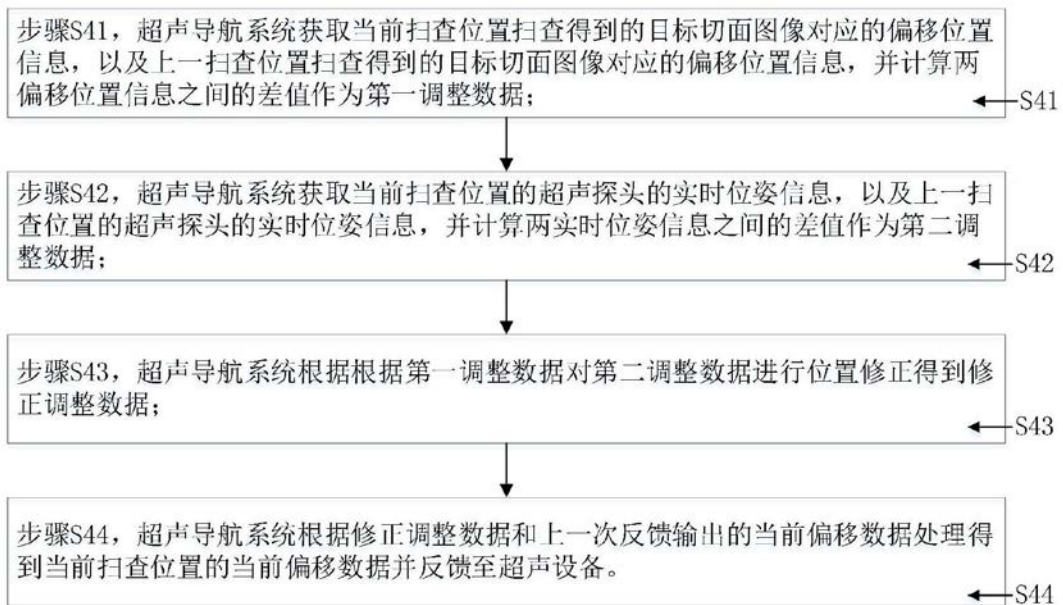 步骤S41，超声导航系统获取当前扫查位置扫查得到的目标切面图像对应的偏移位置
信息，以及上一扫查位置扫查得到的目标切面图像对应的偏移位置信息，并计算两
偏移位置信息之间的差值作为第一调整数据；
S41
步骤S42，超声导航系统获取当前扫查位置的超声探头的实时位姿信息，以及上一扫
查位置的超声探头的实时位姿信息，并计算两实时位姿信息之间的差值作为第二调
整数据；
S42
步骤S43，超声导航系统根据根据第一调整数据对第二调整数据进行位置修正得到修
正调整数据；
S43
步骤S44，超声导航系统根据修正调整数据和上一次反馈输出的当前偏移数据处理得
到当前扫查位置的当前偏移数据并反馈至超声设备。
S44